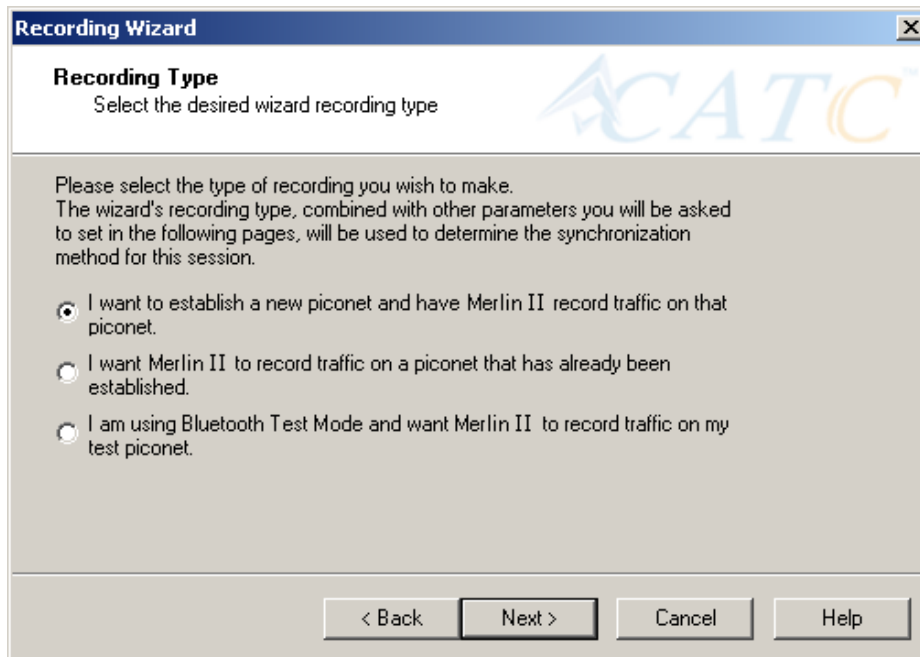 Recording Wizard
Recording Type
Select the desired wizard recording type
CATC
Please select the type of recording you wish to make.
The wizard's recording type, combined with other parameters you will be asked
to set in the following pages, will be used to determine the synchronization
method for this session.
I want to establish a new piconet and have Merlin II record traffic on that
piconet.
I want Merlin II to record traffic on a piconet that has already been
established.
I am using Bluetooth Test Mode and want Merlin II to record traffic on my
test piconet.
< Back Next > Cancel Help